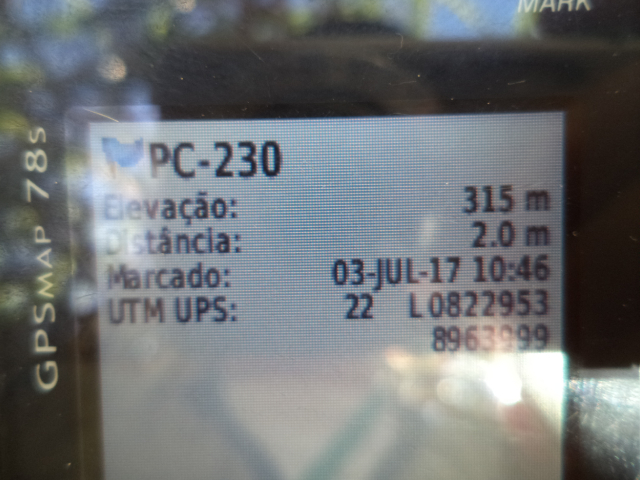 MARK
GPSMAP 78s
PC-230
Elevação: 315 m
Distância: 2.0 m
Marcado: 03-JUL-17 10:46
UTM UPS: 22 L 0822953
8963999